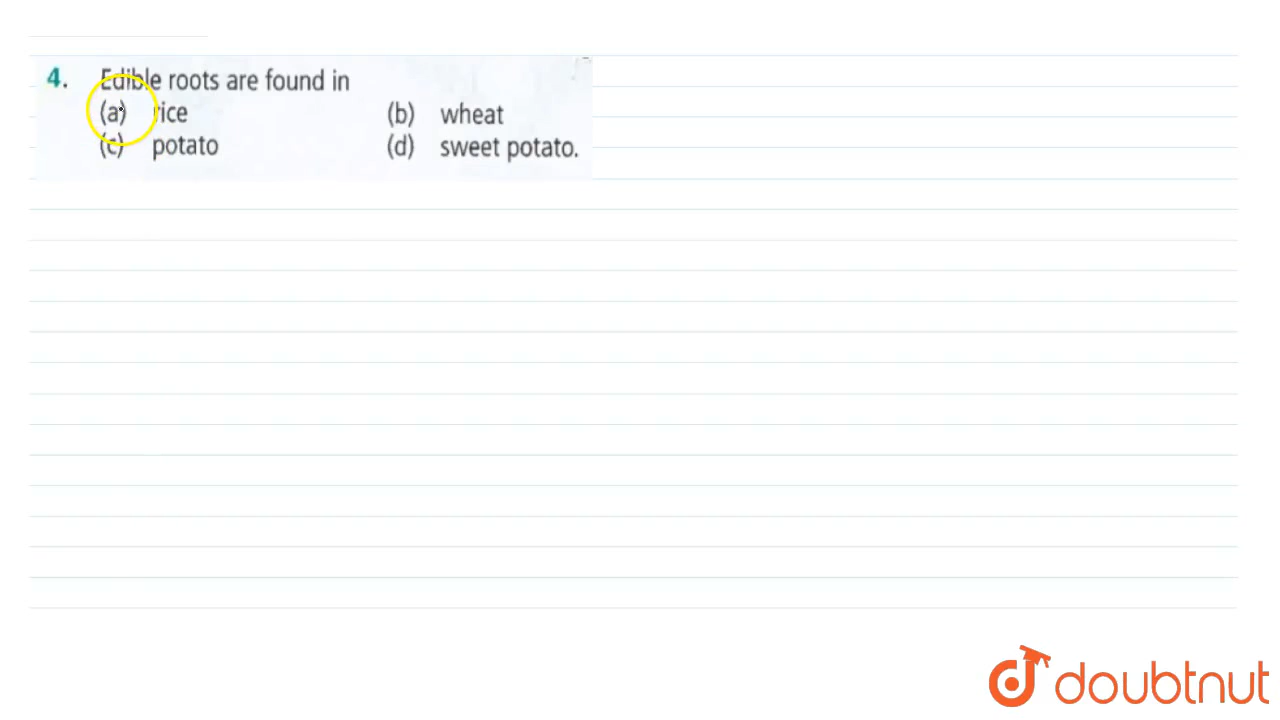 4. Edible roots are found in
(a) rice (b) wheat
(c) potato (d) sweet potato.
doubtnut